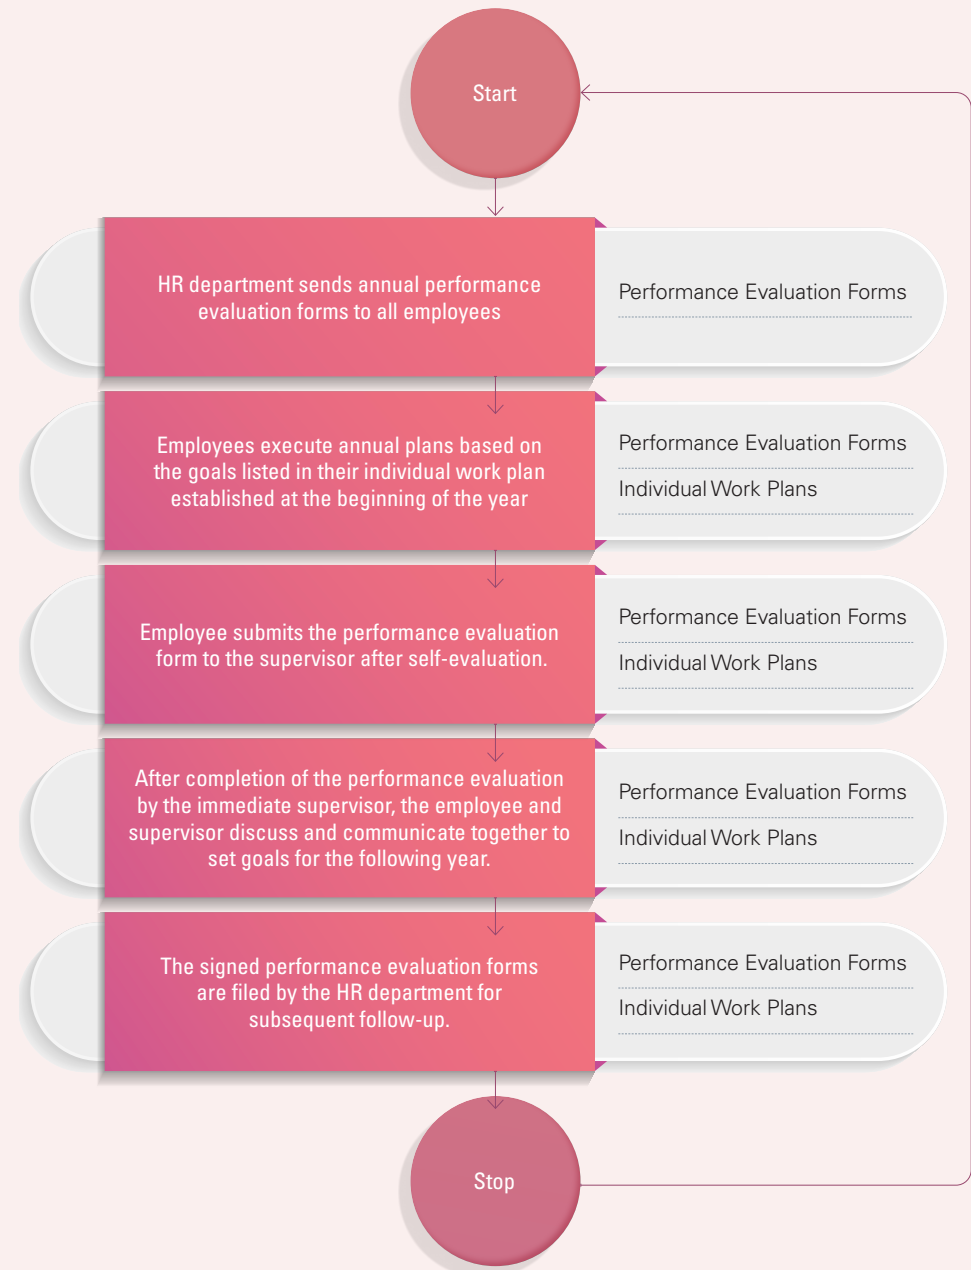 Start
HR department sends annual performance
evaluation forms to all employees
Performance Evaluation Forms
Employees execute annual plans based on
the goals listed in their individual work plan
established at the beginning of the year
Performance Evaluation Forms
Individual Work Plans
Employee submits the performance evaluation
form to the supervisor after self-evaluation.
Performance Evaluation Forms
Individual Work Plans
After completion of the performance evaluation
by the immediate supervisor, the employee and
supervisor discuss and communicate together to
set goals for the following year.
Performance Evaluation Forms
Individual Work Plans
The signed performance evaluation forms
are filed by the HR department for
subsequent follow-up.
Performance Evaluation Forms
Individual Work Plans
Stop